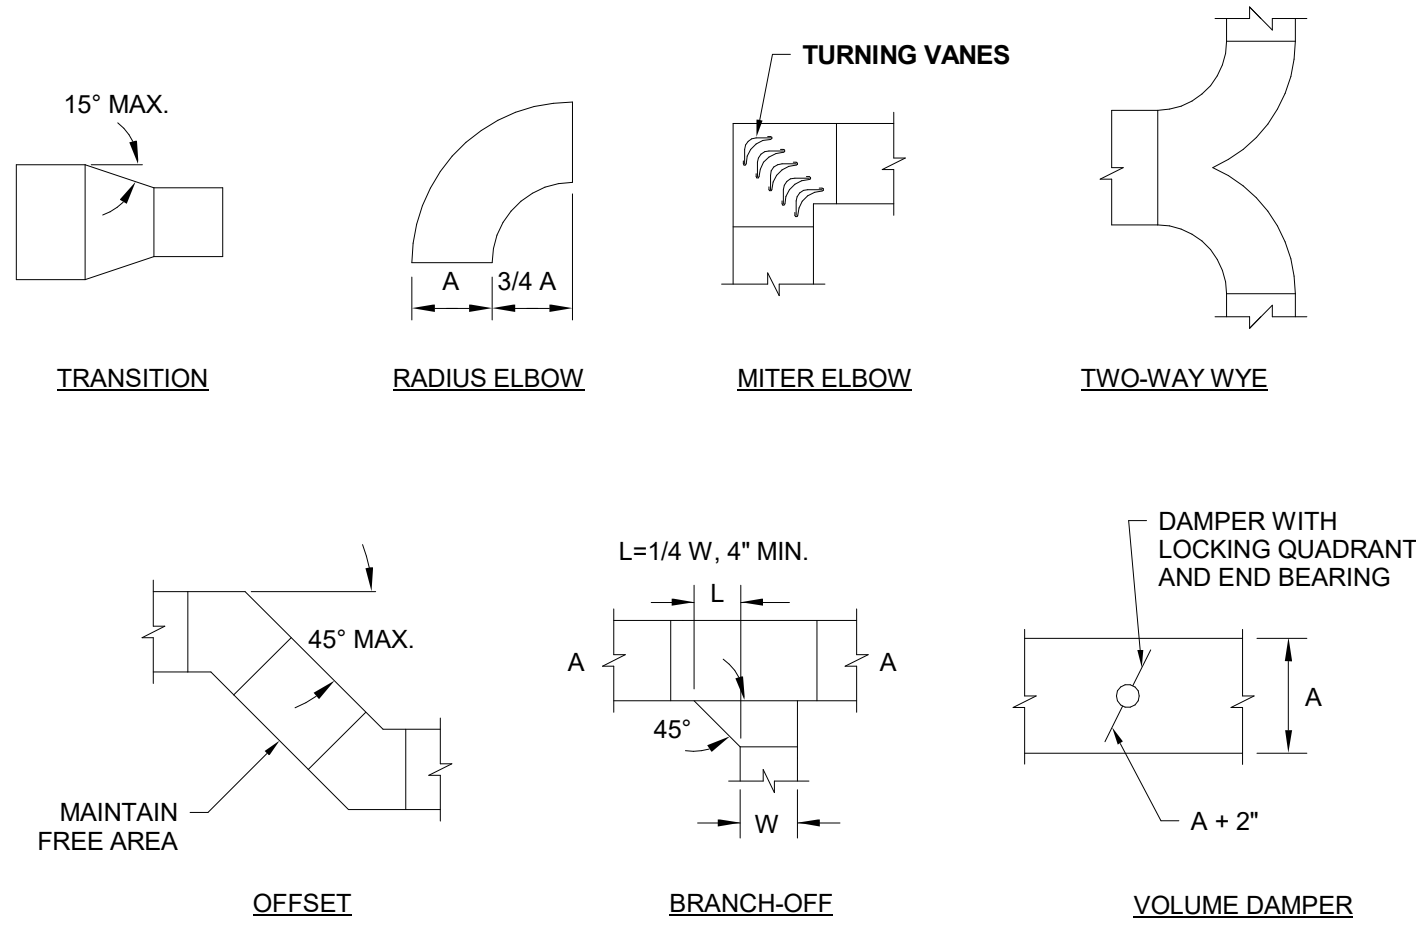 TURNING VANES
15° MAX.
A
3/4 A
TRANSITION
RADIUS ELBOW
MITER ELBOW
TWO-WAY WYE
45° MAX.
MAINTAIN
FREE AREA
OFFSET
L=1/4 W, 4" MIN.
L
A
A
45°
W
BRANCH-OFF
DAMPER WITH
LOCKING QUADRANT
AND END BEARING
A
A + 2"
VOLUME DAMPER